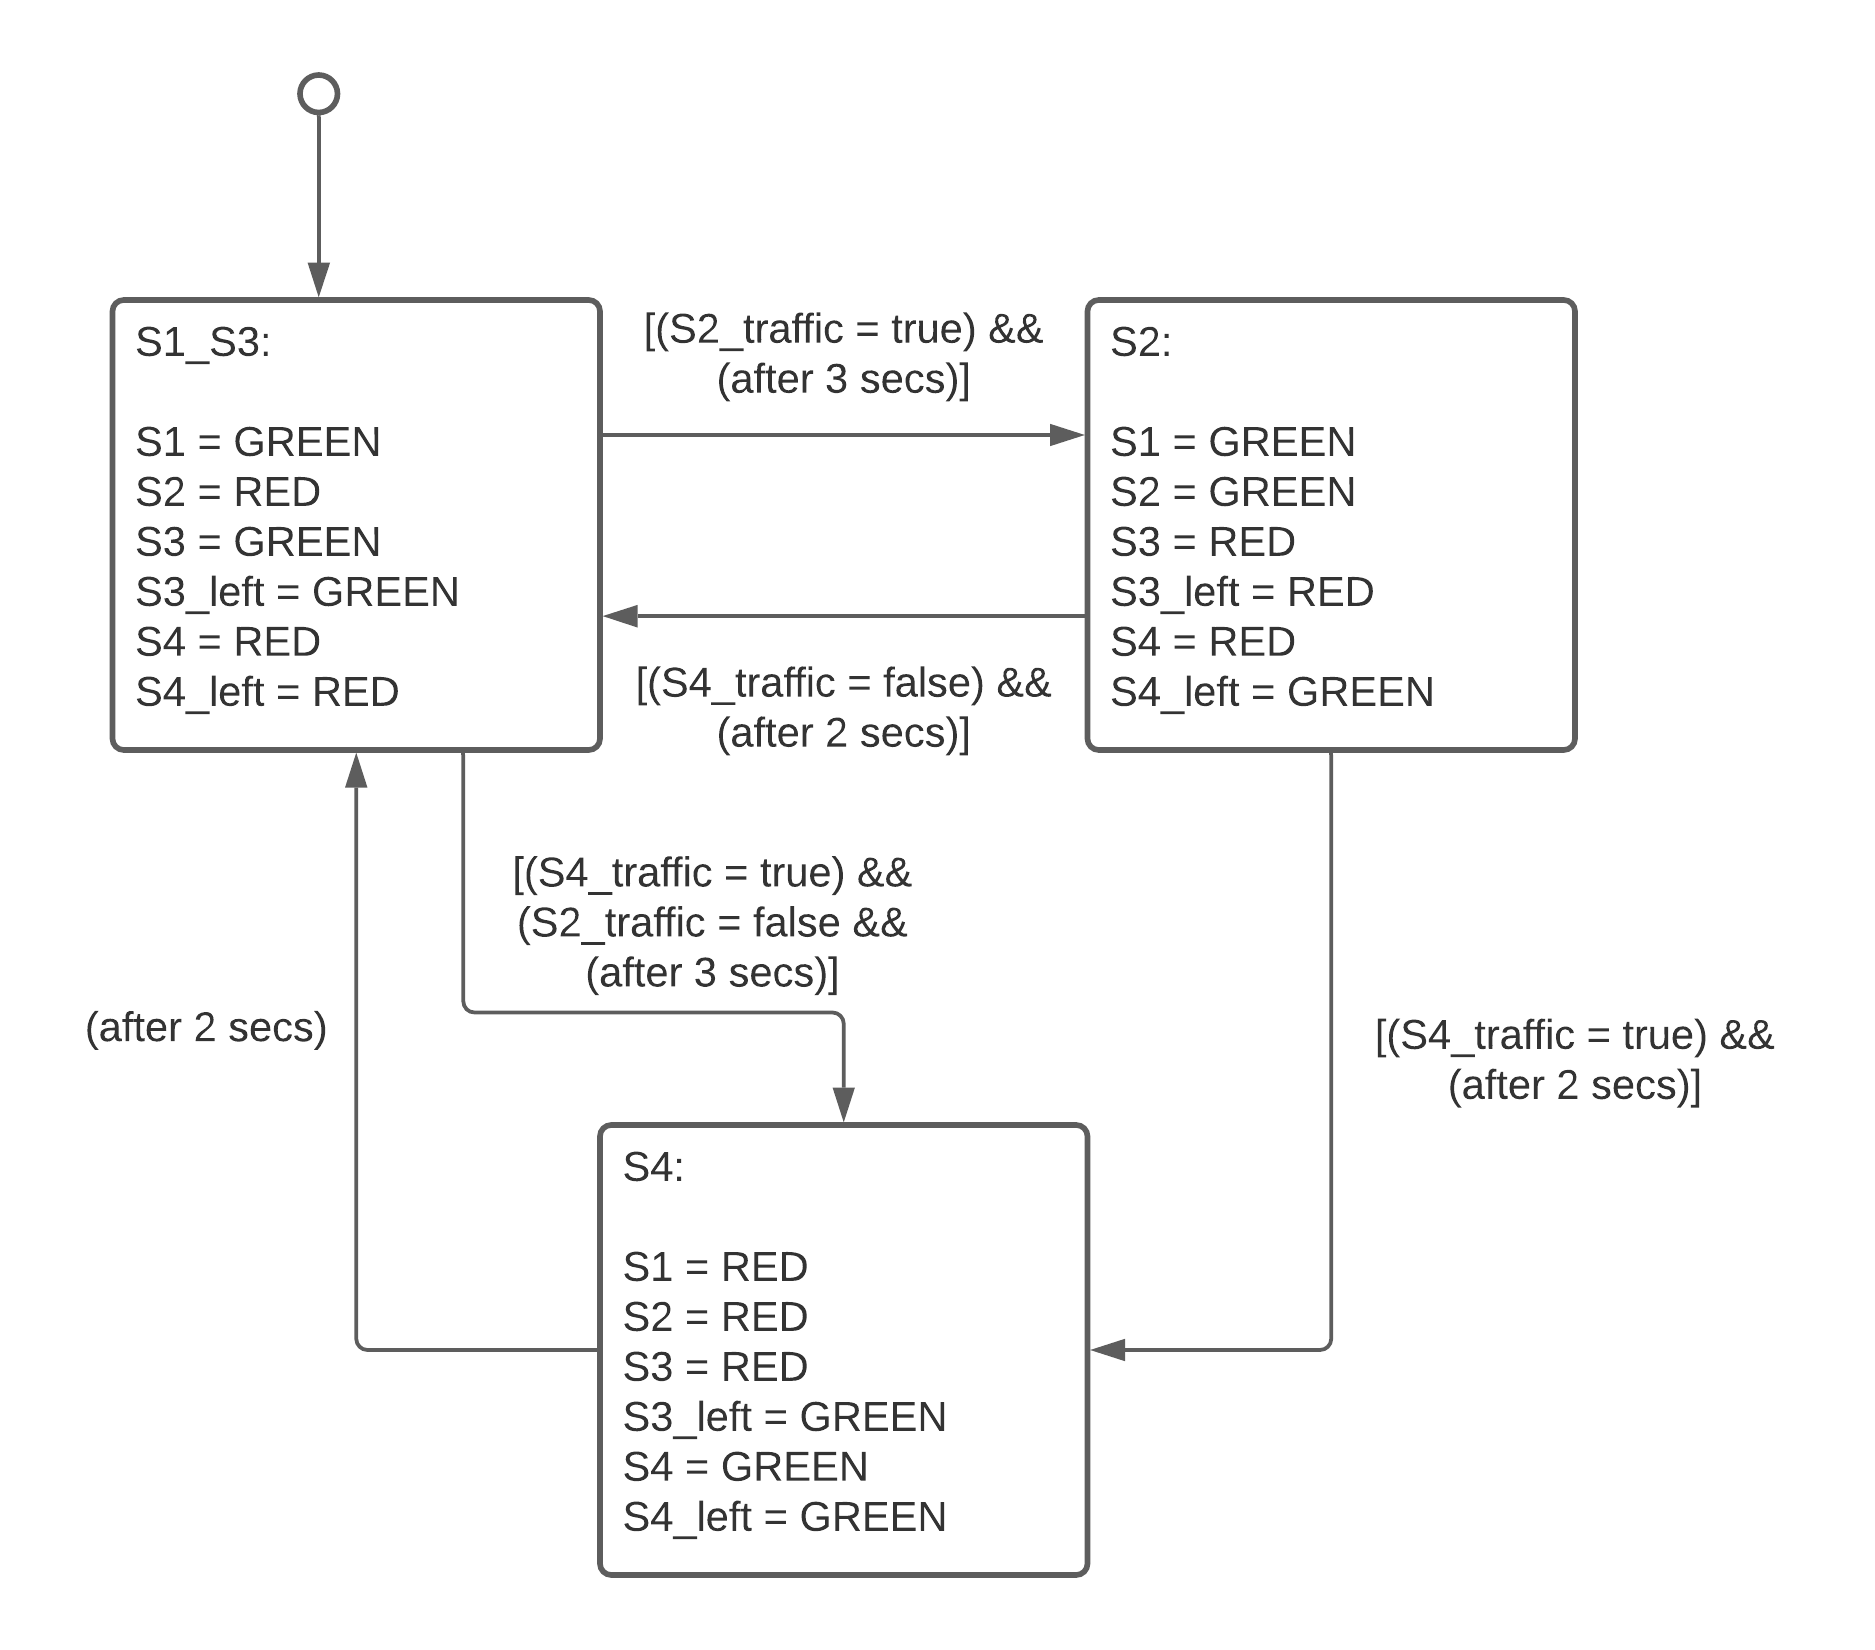 S1_S3:
S1 = GREEN
S2 = RED
S3 = GREEN
S3_left = GREEN
S4 = RED
S4_left = RED
[(S2_traffic = true) &&
(after 3 secs)]
[(S4_traffic = false) &&
(after 2 secs)]
S2:
S1 = GREEN
S2 = GREEN
S3 = RED
S3_left = RED
S4 = RED
S4_left = GREEN
[(S4_traffic = true) &&
(S2_traffic = false &&
(after 3 secs)]
(after 2 secs)
[(S4_traffic = true) &&
(after 2 secs)]
S4:
S1 = RED
S2 = RED
S3 = RED
S3_left = GREEN
S4 = GREEN
S4_left = GREEN